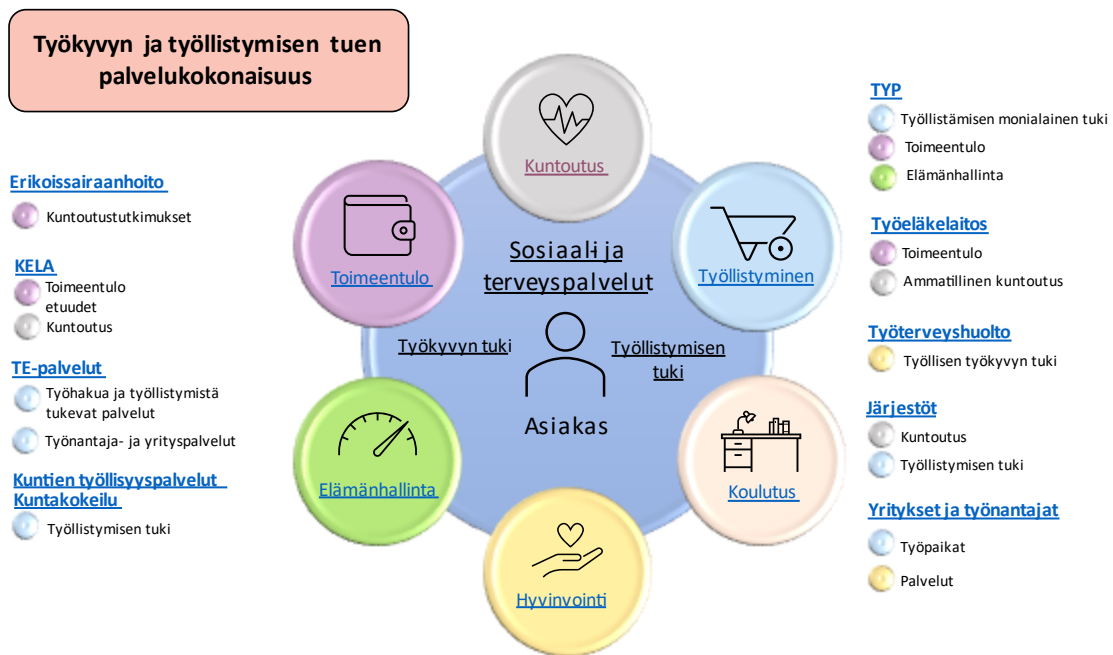 Työkyvyn ja työllistymisen tuen
palvelukokonaisuus
Erikoissairaanhoito
Kuntoutustutkimukset
KELA
Toimeentulo
etuudet
Kuntoutus
TE-palvelut
Työhakua ja työllistymistä
tukevat palvelut
Työnantaja- ja yrityspalvelut
Kuntien työllisyyspalvelut
Kuntakokeilu
Työllistymisen tuki
Kuntoutus
Toimeentulo
Työllistyminen
Sosiaali ja
terveyspalvelut
Työkyvyn tuki
Työllistymisen
tuki
Asiakas
Elämänhallinta
Koulutus
Hyvinvointi
TYP
Työllistämisen monialainen tuki
Toimeentulo
Elämänhallinta
Työeläkelaitos
Toimeentulo
Ammatillinen kuntoutus
Työterveyshuolto
Työllisen työkyvyn tuki
Järjestöt
Kuntoutus
Työllistymisen tuki
Yritykset ja työnantajat
Työpaikat
Palvelut